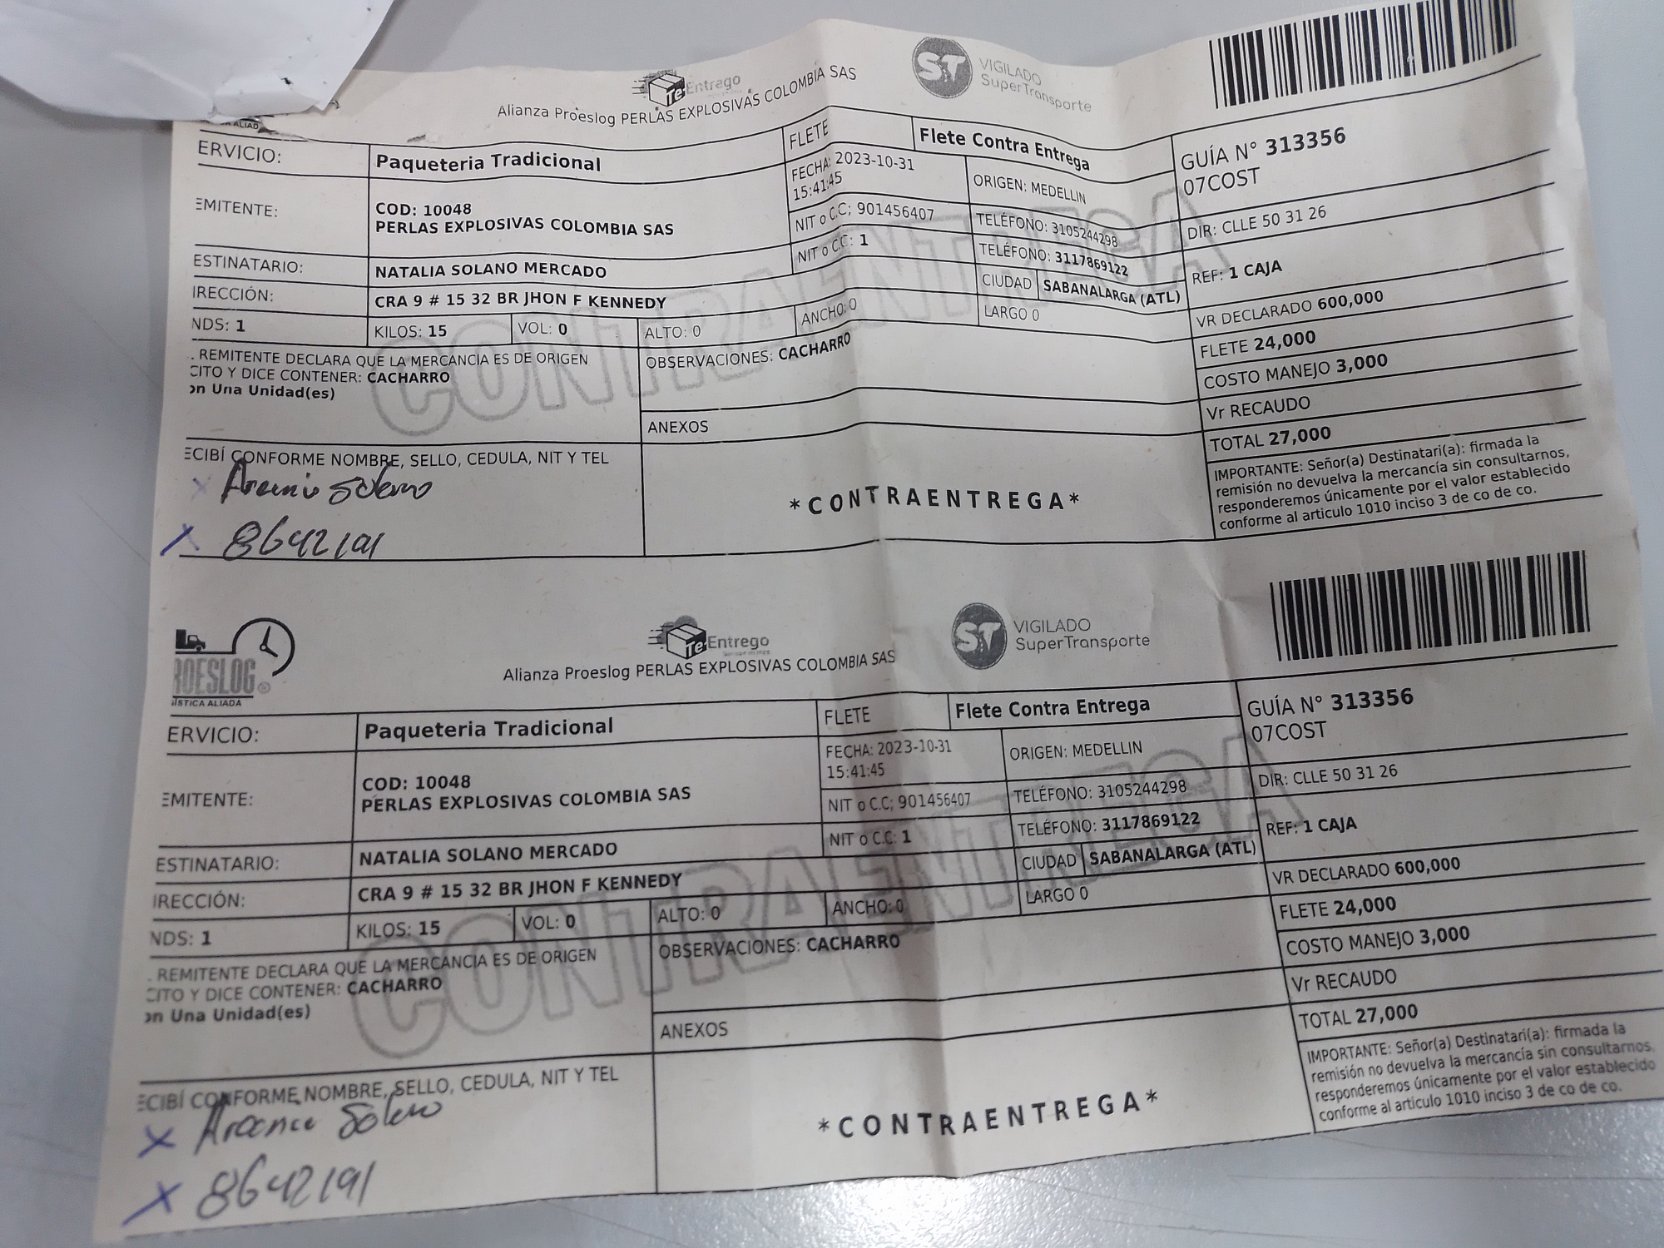 Te Entrego
Alianza Proeslog PERLAS EXPLOSIVAS COLOMBIA SAS
ST VIGILADO
SuperTransporte
ERVICIO: Paqueteria Tradicional FLETE Flete Contra Entrega
GUÍA N° 313356
07COST
FECHA: 2023-10-31
15:41:45
ORIGEN: MEDELLIN
EMITENTE: COD: 10048
PERLAS EXPLOSIVAS COLOMBIA SAS
NIT o C.C; 901456407 TELÉFONO: 3105244298 DIR: CLLE 50 31 26
NIT o C.C: 1 TELÉFONO: 3117869122
ESTINATARIO: NATALIA SOLANO MERCADO CIUDAD SABANALARGA (ATL) REF: 1 CAJA
IRECCIÓN: CRA 9 # 15 32 BR JHON F KENNEDY
NDS: 1 KILOS: 15 VOL: 0 ALTO: 0 ANCHO: 0 LARGO 0
VR DECLARADO 600,000
. REMITENTE DECLARA QUE LA MERCANCIA ES DE ORIGEN
CITO Y DICE CONTENER: CACHARRO
on Una Unidad(es)
OBSERVACIONES: CACHARRO
FLETE 24,000
COSTO MANEJO 3,000
Vr RECAUDO
ANEXOS
TOTAL 27,000
CONTRAENTREGA
ECIBÍ CONFORME NOMBRE, SELLO, CEDULA, NIT Y TEL
x Solano
x 8642191
*CONTRAENTREGA*
IMPORTANTE: Señor(a) Destinatari(a): firmada la
remisión no devuelva la mercancía sin consultarnos,
responderemos únicamente por el valor establecido
conforme al articulo 1010 inciso 3 de co de co.
ROESLOG®
ÍSTICA ALIADA
Te Entrego
Alianza Proeslog PERLAS EXPLOSIVAS COLOMBIA SAS
ST VIGILADO
SuperTransporte
ERVICIO: Paqueteria Tradicional FLETE Flete Contra Entrega
GUÍA N° 313356
07COST
FECHA: 2023-10-31
15:41:45
ORIGEN: MEDELLIN
EMITENTE: COD: 10048
PERLAS EXPLOSIVAS COLOMBIA SAS
NIT o C.C; 901456407 TELÉFONO: 3105244298 DIR: CLLE 50 31 26
NIT o C.C: 1 TELÉFONO: 3117869122
ESTINATARIO: NATALIA SOLANO MERCADO CIUDAD SABANALARGA (ATL) REF: 1 CAJA
IRECCIÓN: CRA 9 # 15 32 BR JHON F KENNEDY
NDS: 1 KILOS: 15 VOL: 0 ALTO: 0 ANCHO: 0 LARGO 0
VR DECLARADO 600,000
. REMITENTE DECLARA QUE LA MERCANCIA ES DE ORIGEN
CITO Y DICE CONTENER: CACHARRO
on Una Unidad(es)
OBSERVACIONES: CACHARRO
FLETE 24,000
COSTO MANEJO 3,000
Vr RECAUDO
ANEXOS
TOTAL 27,000
CONTRAENTREGA
ECIBÍ CONFORME NOMBRE, SELLO, CEDULA, NIT Y TEL
x Solano
x 8642191
*CONTRAENTREGA*
IMPORTANTE: Señor(a) Destinatari(a): firmada la
remisión no devuelva la mercancía sin consultarnos,
responderemos únicamente por el valor establecido
conforme al articulo 1010 inciso 3 de co de co.